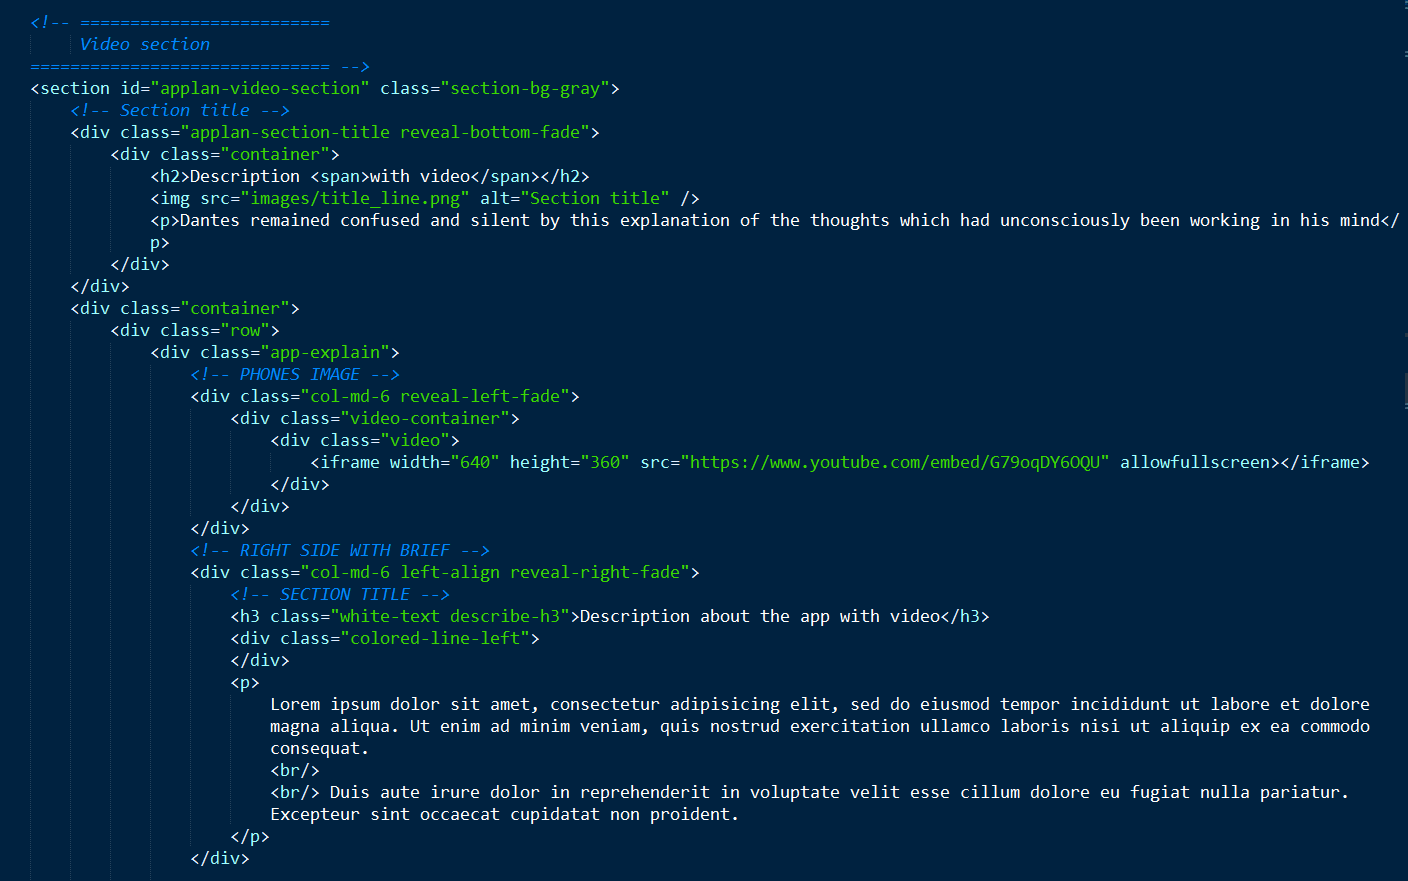 <!-- =========================
Video section
============================== -->
<section id="applan-video-section" class="section-bg-gray">
<!-- Section title -->
<div class="applan-section-title reveal-bottom-fade">
<div class="container">
<h2>Description <span>with video</span></h2>
<img src="images/title_line.png" alt="Section title" />
<p>Dantes remained confused and silent by this explanation of the thoughts which had unconsciously been working in his mind</
p>
</div>
</div>
<div class="container">
<div class="row">
<div class="app-explain">
<!-- PHONES IMAGE -->
<div class="col-md-6 reveal-left-fade">
<div class="video-container">
<div class="video">
<iframe width="640" height="360" src="https://www.youtube.com/embed/G79oqDY6OQU" allowfullscreen></iframe>
</div>
</div>
</div>
<!-- RIGHT SIDE WITH BRIEF -->
<div class="col-md-6 left-align reveal-right-fade">
<!-- SECTION TITLE -->
<h3 class="white-text describe-h3">Description about the app with video</h3>
<div class="colored-line-left">
</div>
<p>
Lorem ipsum dolor sit amet, consectetur adipisicing elit, sed do eiusmod tempor incididunt ut labore et dolore
magna aliqua. Ut enim ad minim veniam, quis nostrud exercitation ullamco laboris nisi ut aliquip ex ea commodo
consequat.
<br/>
<br/> Duis aute irure dolor in reprehenderit in voluptate velit esse cillum dolore eu fugiat nulla pariatur.
Excepteur sint occaecat cupidatat non proident.
</p>
</div>